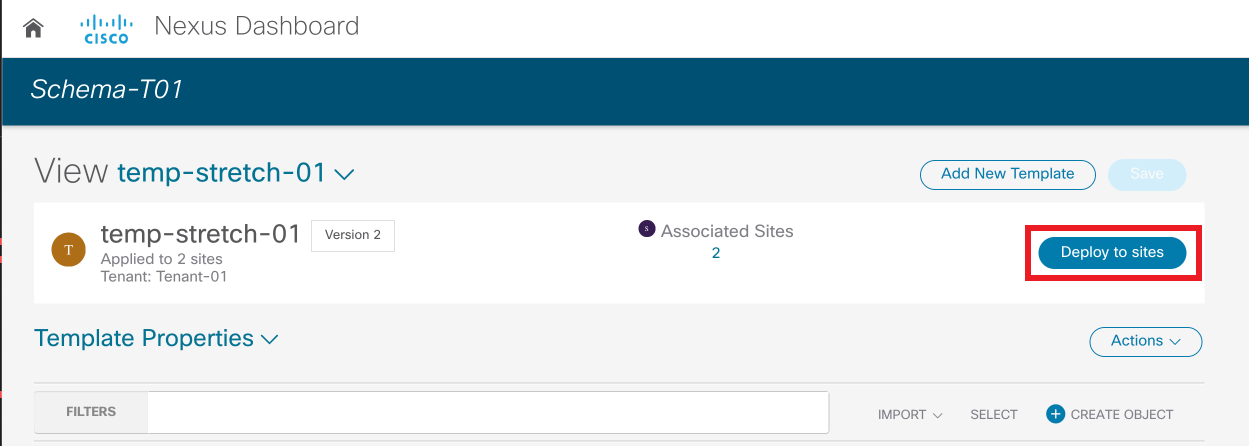 CISCO Nexus Dashboard
Schema-T01
View temp-stretch-01
Add New Template Save
T temp-stretch-01 Version 2
Applied to 2 sites
Tenant: Tenant-01
S Associated Sites
2
Deploy to sites
Template Properties
Actions
FILTERS IMPORT SELECT CREATE OBJECT